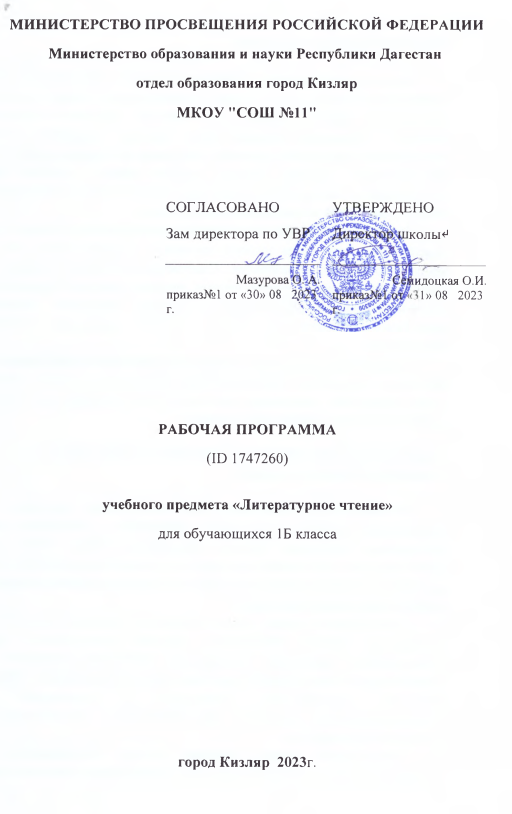 МИНИСТЕРСТВО ПРОСВЕЩЕНИЯ РОССИЙСКОЙ ФЕДЕРАЦИИ
Министерство образования и науки Республики Дагестан
отдел образования город Кизляр
МКОУ "СОШ №11"
СОГЛАСОВАНО
Зам директора по УВР
Мазурова О. А.
приказ№1 от «30» 08 2023
г.
УТВЕРЖДЕНО
Директор школы↵
Семидоцкая О.И.
приказ№1 от «31» 08 2023
г.
РАБОЧАЯ ПРОГРАММА
(ID 1747260)
учебного предмета «Литературное чтение»
для обучающихся 1Б класса
город Кизляр 2023г.